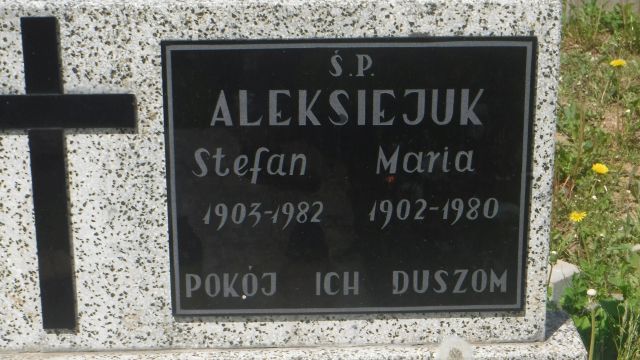 Ś.P.
ALEKSIEJUK
Stefan Maria
1903-1982 1902-1980
POKÓJ ICH DUSZOM